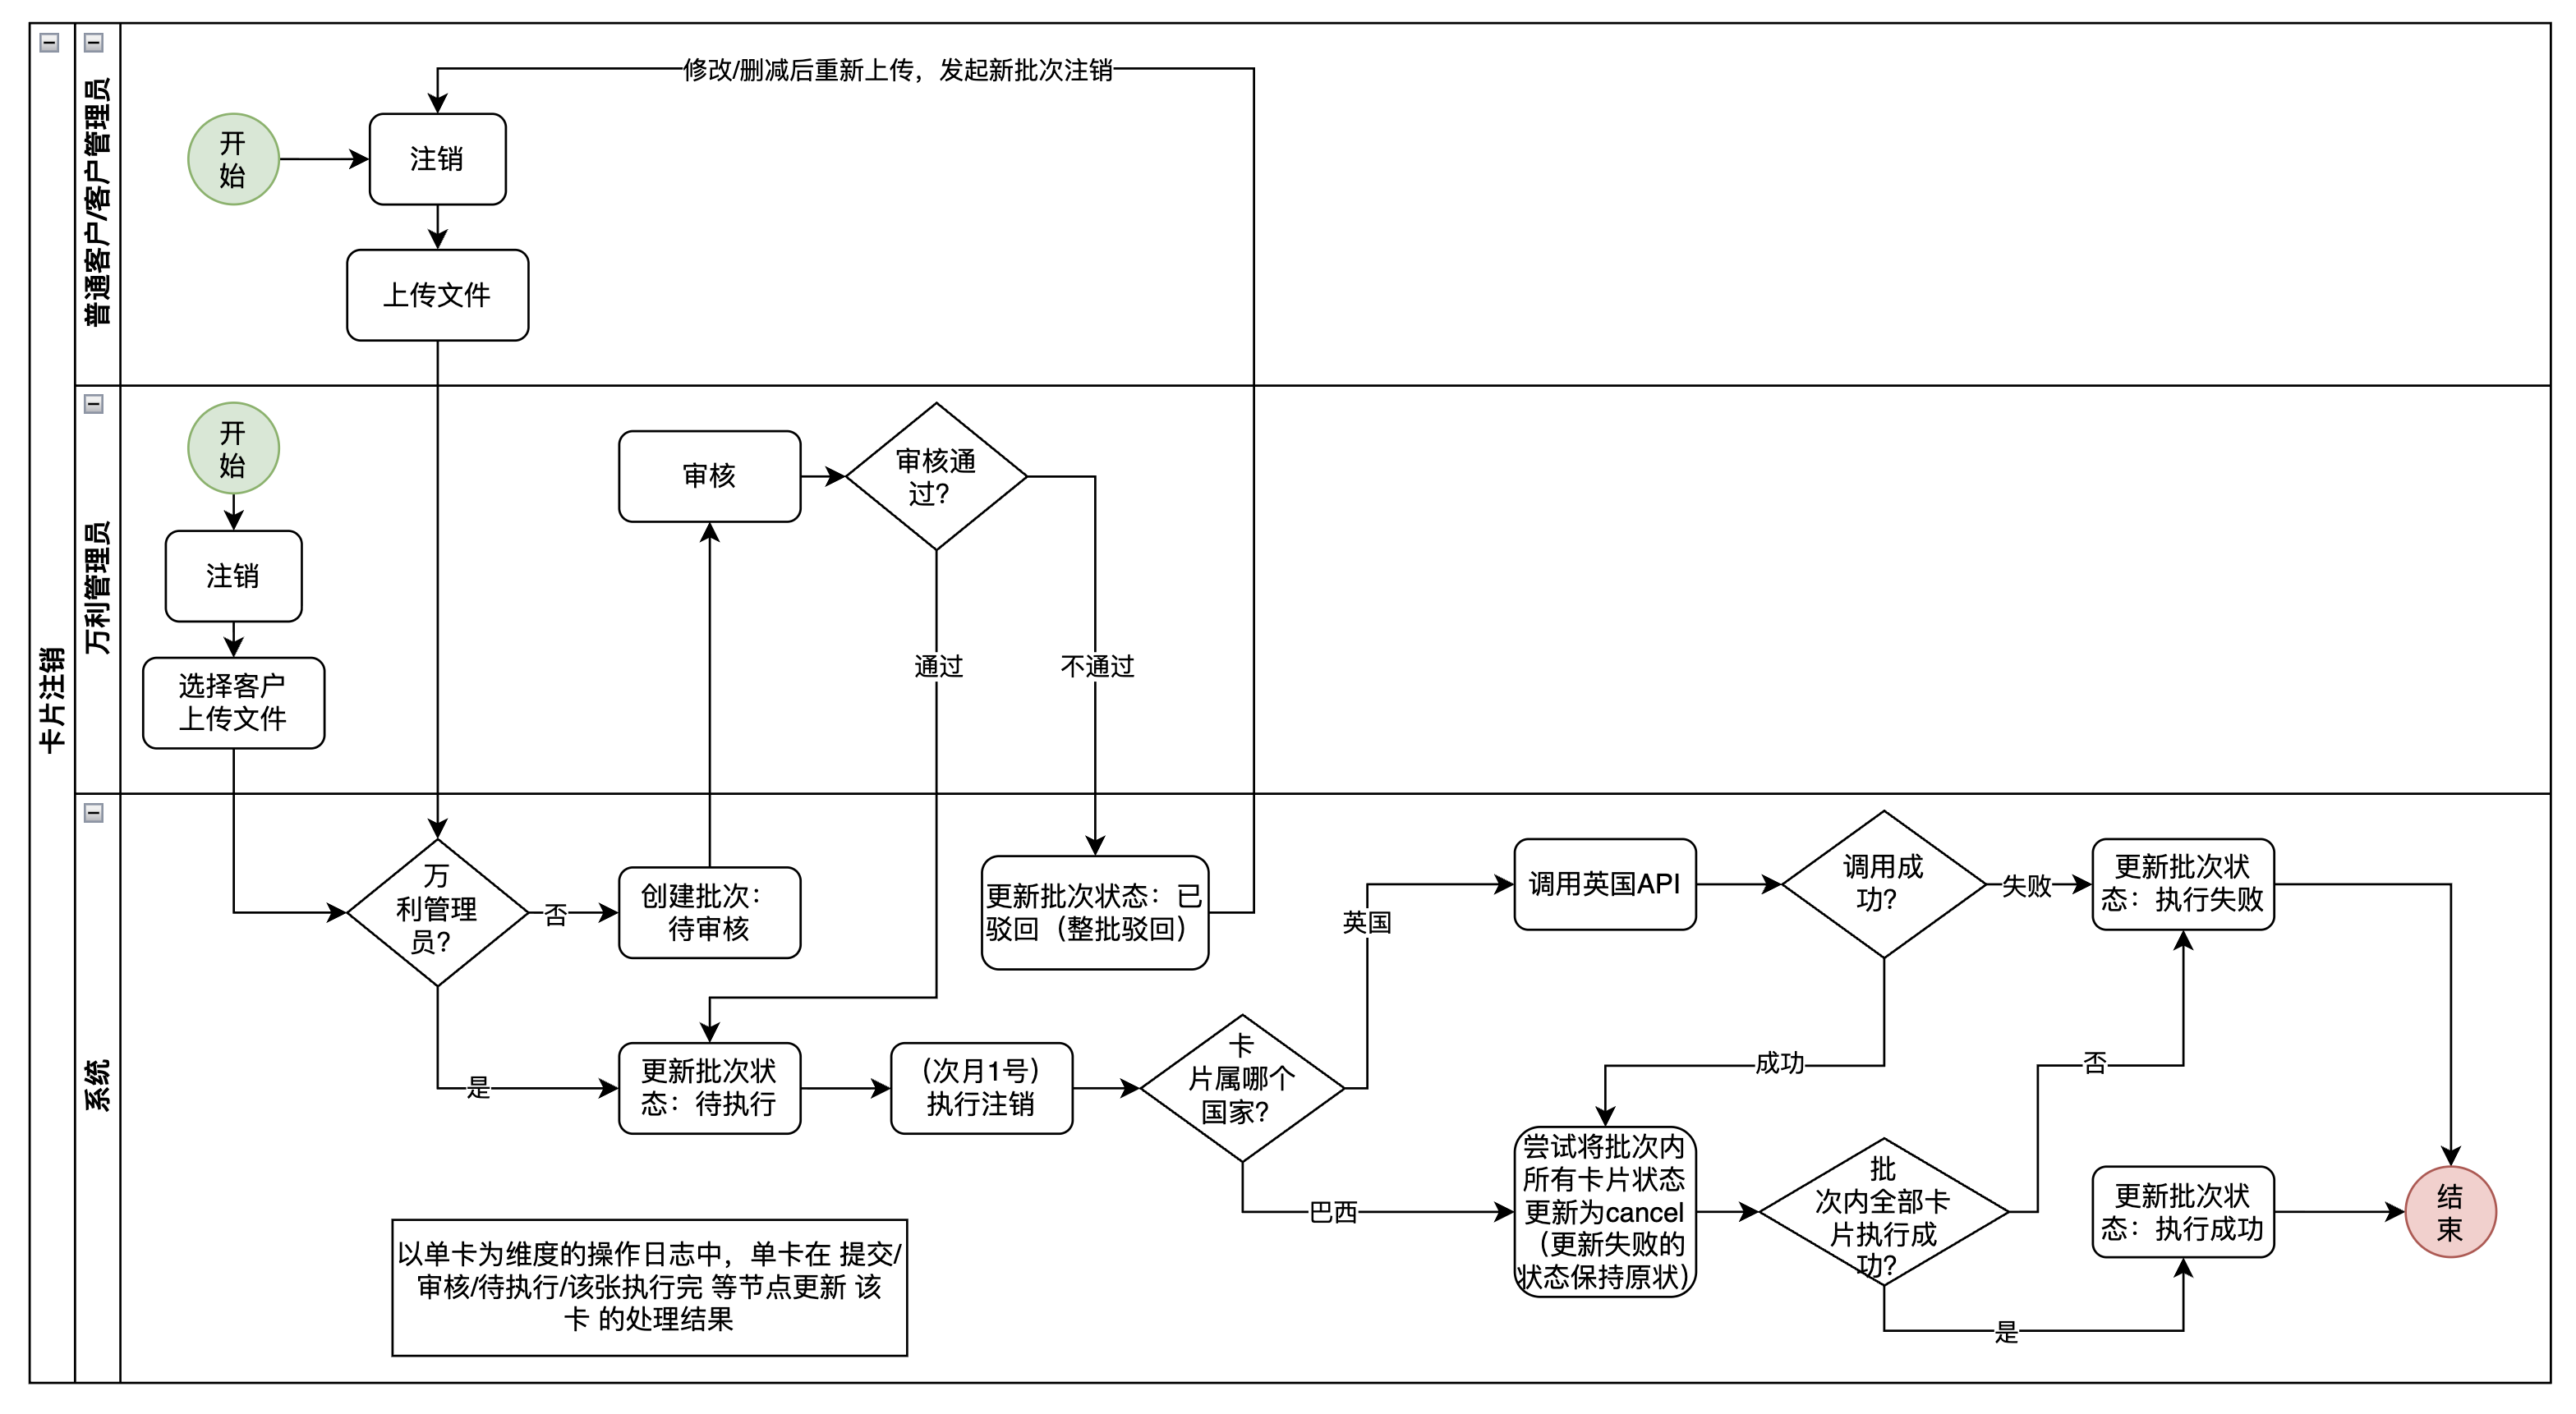 卡片注销
普通客户/客户管理员
修改/删减后重新上传，发起新批次注销
开
始
注销
上传文件
万利管理员
开
始
注销
选择客户
上传文件
审核
审核通
过?
通过
不通过
系统
万
利管理
员?
否
创建批次：
待审核
更新批次状态：已
驳回（整批驳回）
是
更新批次状
态：待执行
（次月1号）
执行注销
卡
片属哪个
国家?
英国
调用英国API
调用成
功?
失败
更新批次状
态：执行失败
成功
巴西
尝试将批次内
所有卡片状态
更新为cancel
（更新失败的
状态保持原状）
批
次内全部卡
片执行成
功?
否
是
更新批次状
态：执行成功
结
束
以单卡为维度的操作日志中，单卡在 提交/
审核/待执行/该张执行完 等节点更新 该
卡 的处理结果